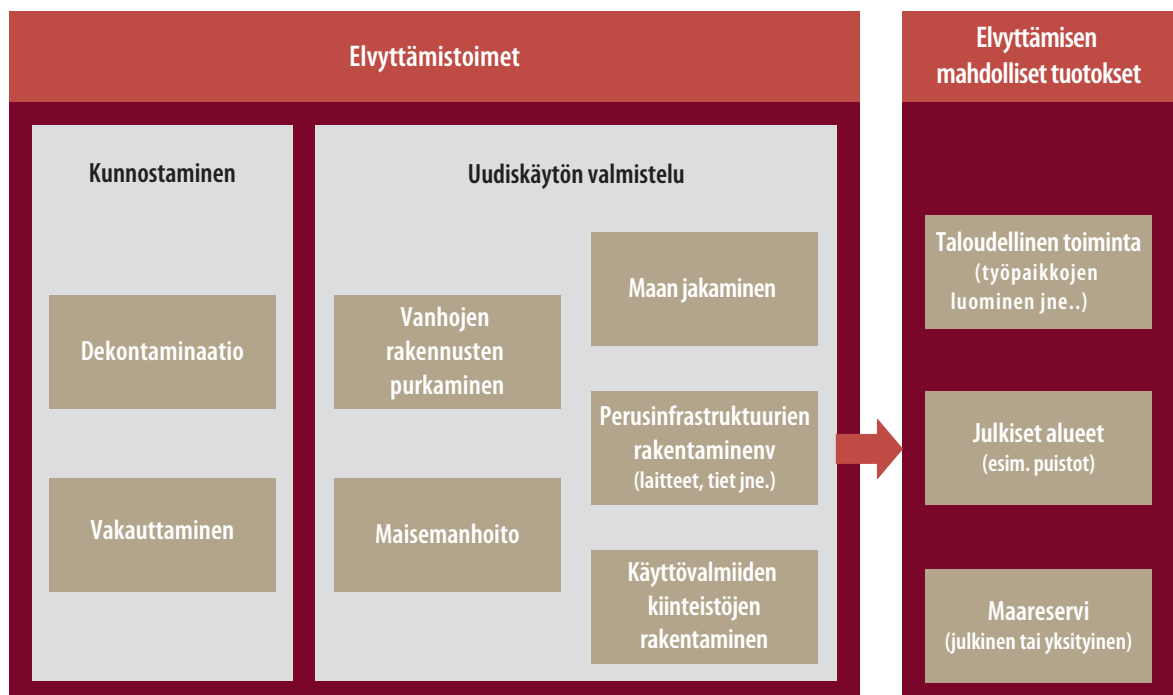 Elvyttämistoimet
Kunnostaminen
Dekontaminaatio
Vakauttaminen
Uudiskäytön valmistelu
Vanhojen
rakennusten
purkaminen
Maisemanhoito
Maan jakaminen
Perusinfrastruktuurien
rakentaminenv
(laitteet, tiet jne.)
Käyttövalmiiden
kiinteistöjen
rakentaminen
Elvyttämisen
mahdolliset tuotokset
Taloudellinen toiminta
(työpaikkojen
luominen jne..)
Julkiset alueet
(esim. puistot)
Maareservi
(julkinen tai yksityinen)